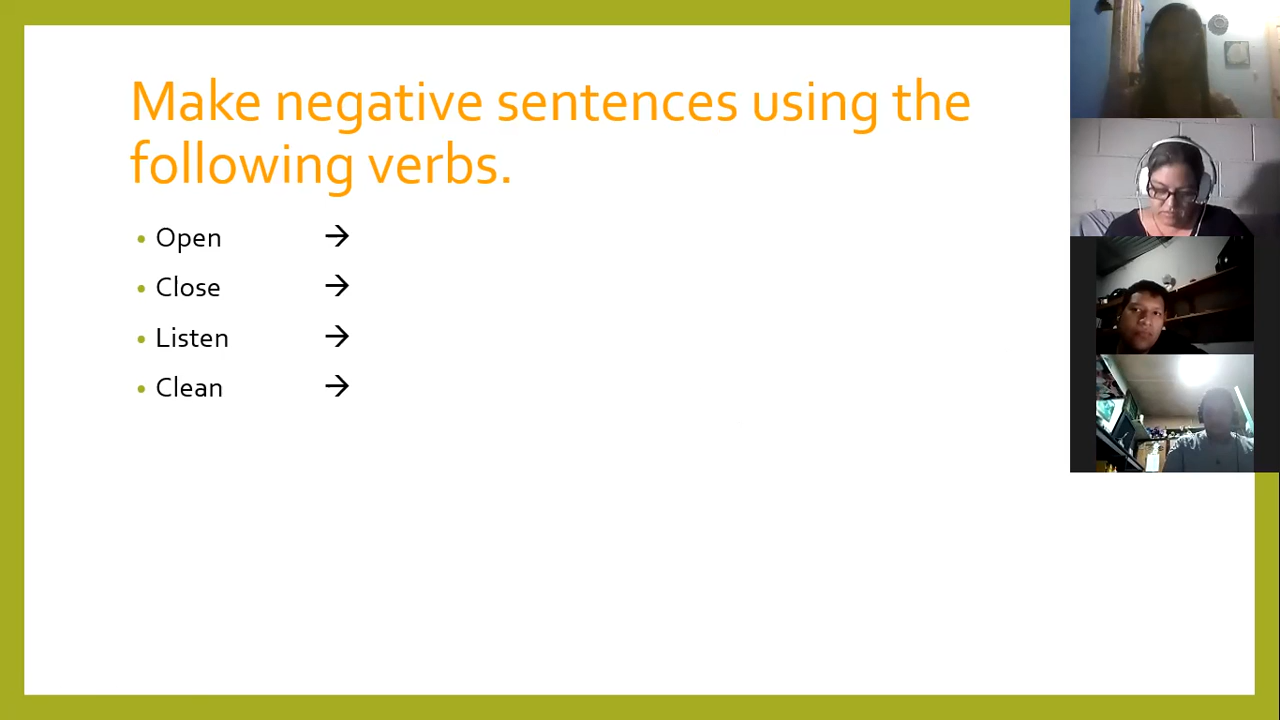 Make negative sentences using the
following verbs.
• Open →
• Close →
• Listen →
• Clean →